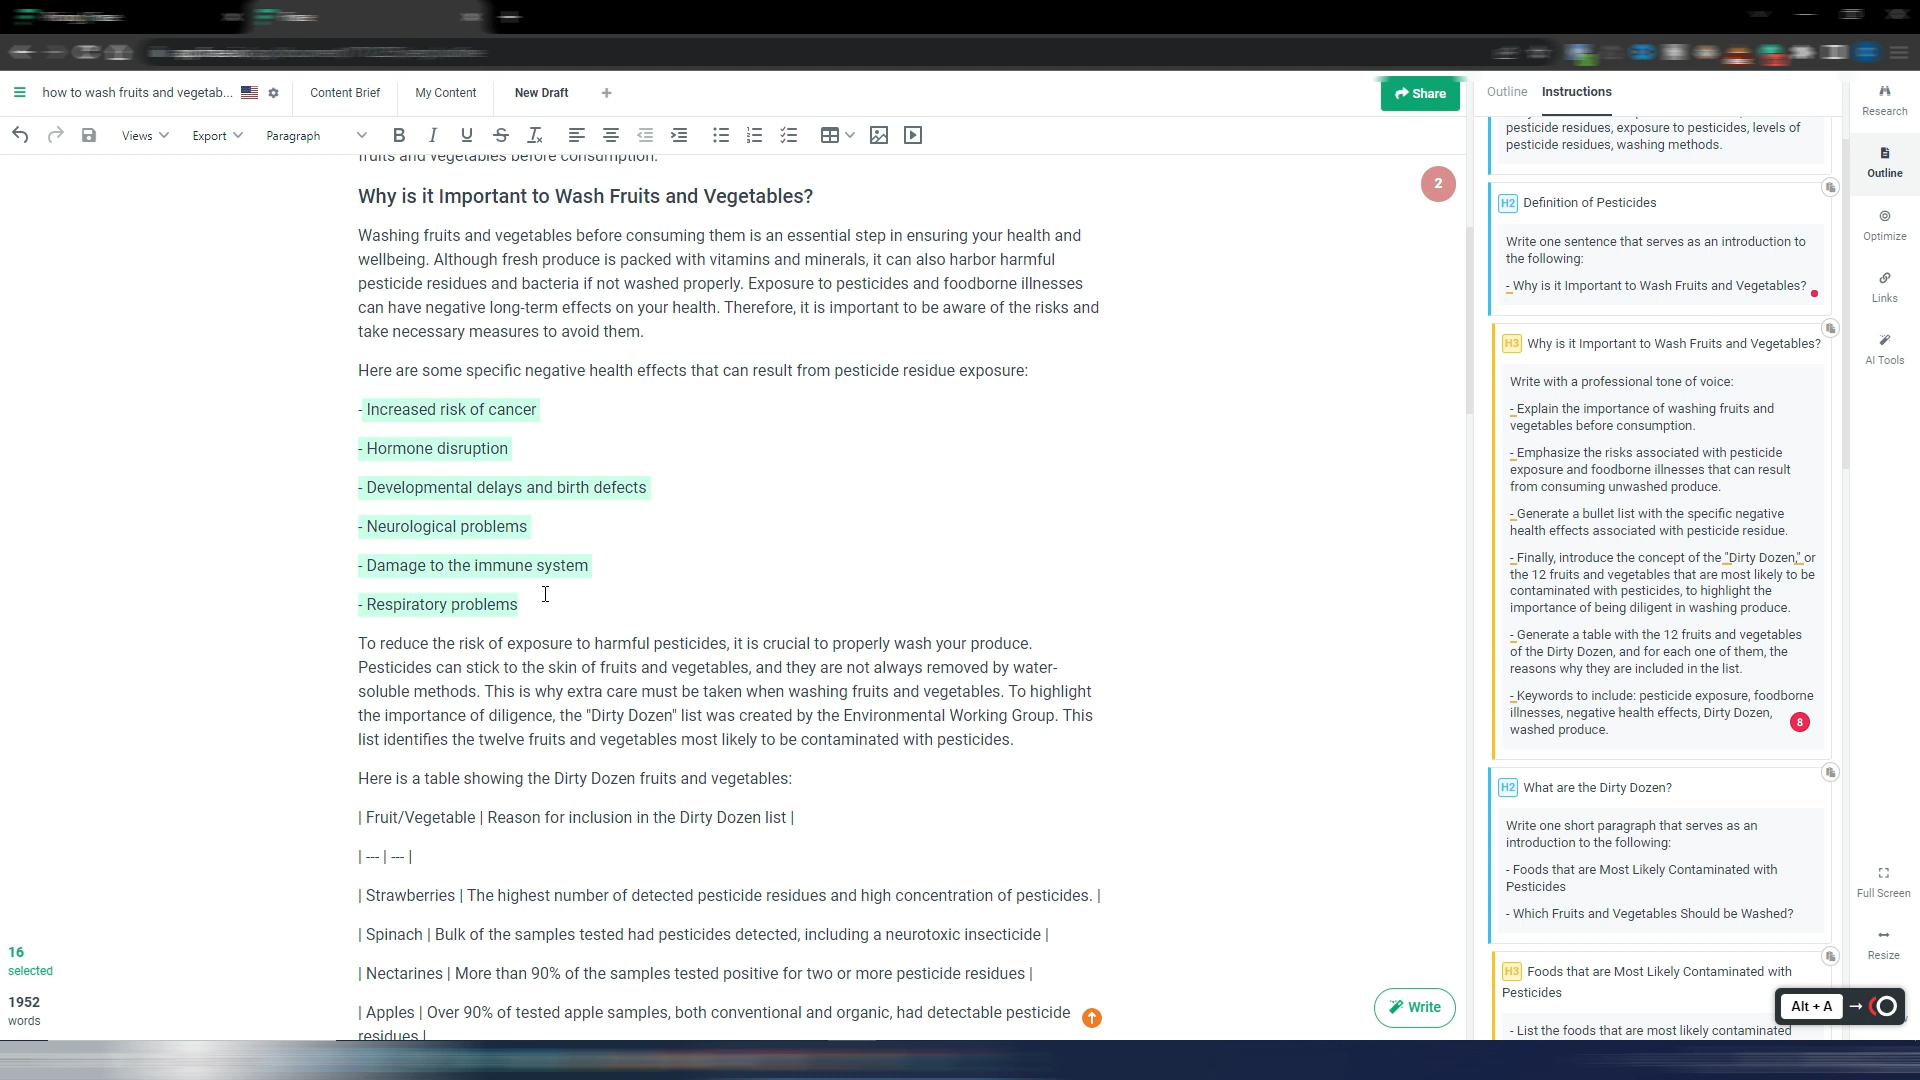 how to wash fruits and vegetab...
Content Brief
My Content
New Draft
+
Share
Outline
Instructions
Research
Outline
Optimize
Links
AI Tools
Full Screen
Resize
Views
Export
Paragraph
fruits and vegetables before consumption.
2
Why is it Important to Wash Fruits and Vegetables?
Washing fruits and vegetables before consuming them is an essential step in ensuring your health and
wellbeing. Although fresh produce is packed with vitamins and minerals, it can also harbor harmful
pesticide residues and bacteria if not washed properly. Exposure to pesticides and foodborne illnesses
can have negative long-term effects on your health. Therefore, it is important to be aware of the risks and
take necessary measures to avoid them.
Here are some specific negative health effects that can result from pesticide residue exposure:
- Increased risk of cancer
- Hormone disruption
- Developmental delays and birth defects
- Neurological problems
- Damage to the immune system
- Respiratory problems
To reduce the risk of exposure to harmful pesticides, it is crucial to properly wash your produce.
Pesticides can stick to the skin of fruits and vegetables, and they are not always removed by water-
soluble methods. This is why extra care must be taken when washing fruits and vegetables. To highlight
the importance of diligence, the "Dirty Dozen" list was created by the Environmental Working Group. This
list identifies the twelve fruits and vegetables most likely to be contaminated with pesticides.
Here is a table showing the Dirty Dozen fruits and vegetables:
| Fruit/Vegetable | Reason for inclusion in the Dirty Dozen list |
| --- | --- |
| Strawberries | The highest number of detected pesticide residues and high concentration of pesticides. |
| Spinach | Bulk of the samples tested had pesticides detected, including a neurotoxic insecticide |
| Nectarines | More than 90% of the samples tested positive for two or more pesticide residues |
| Apples | Over 90% of tested apple samples, both conventional and organic, had detectable pesticide
residues |
16
selected
1952
words
Write
pesticide residues, exposure to pesticides, levels of
pesticide residues, washing methods.
H2 Definition of Pesticides
Write one sentence that serves as an introduction to
the following:
- Why is it Important to Wash Fruits and Vegetables?
H3 Why is it Important to Wash Fruits and Vegetables?
Write with a professional tone of voice:
- Explain the importance of washing fruits and
vegetables before consumption.
- Emphasize the risks associated with pesticide
exposure and foodborne illnesses that can result
from consuming unwashed produce.
- Generate a bullet list with the specific negative
health effects associated with pesticide residue.
- Finally, introduce the concept of the "Dirty Dozen," or
the 12 fruits and vegetables that are most likely to be
contaminated with pesticides, to highlight the
importance of being diligent in washing produce.
- Generate a table with the 12 fruits and vegetables
of the Dirty Dozen, and for each one of them, the
reasons why they are included in the list.
- Keywords to include: pesticide exposure, foodborne
illnesses, negative health effects, Dirty Dozen,
washed produce.
8
H2 What are the Dirty Dozen?
Write one short paragraph that serves as an
introduction to the following:
- Foods that are Most Likely Contaminated with
Pesticides
- Which Fruits and Vegetables Should be Washed?
H3 Foods that are Most Likely Contaminated with
Pesticides
- List the foods that are most likely contaminated
Alt + A →